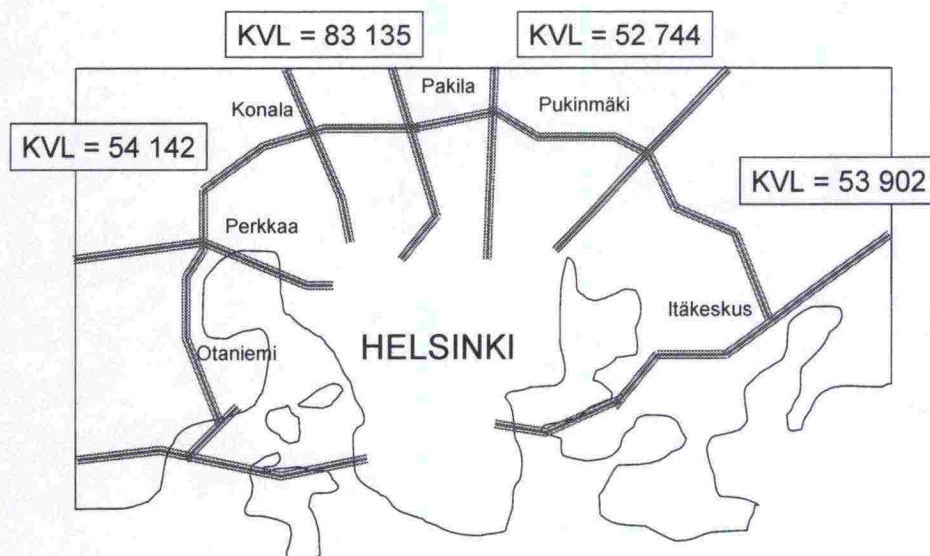 KVL = 83 135
KVL = 52 744
Pakila
Konala
Pukinmäki
KVL = 54 142
KVL = 53 902
Perkkaa
Itäkeskus
HELSINKI
Otaniemi